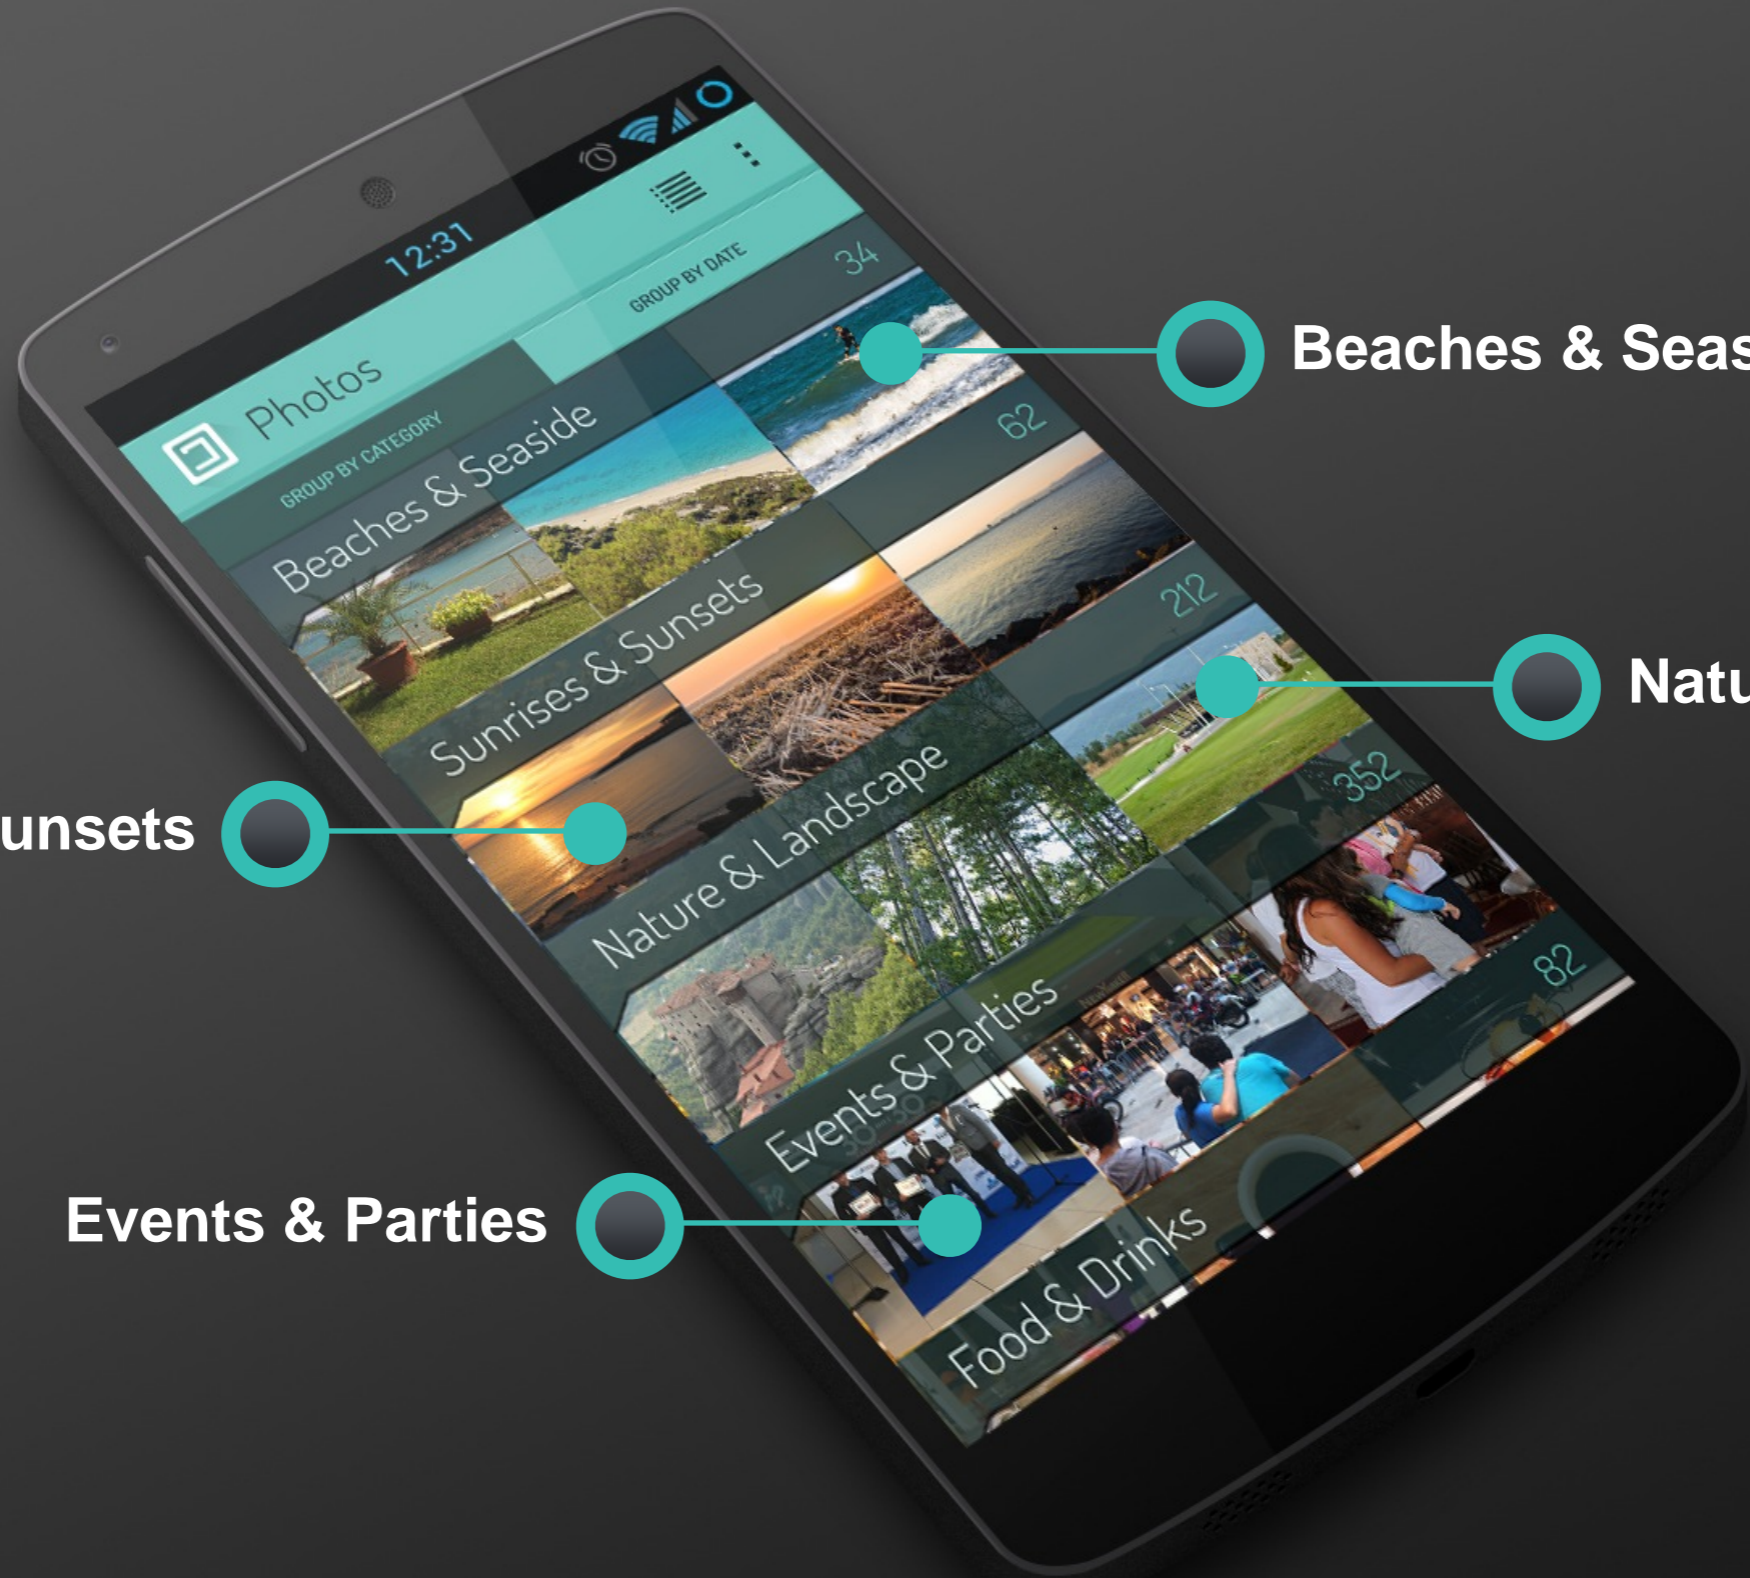 12:31
Photos
GROUP BY CATEGORY
GROUP BY DATE
Beaches & Seaside
34
Beaches & Seas
Sunrises & Sunsets
62
Nature & Landscape
212
Natu
unsets
Events & Parties
352
Events & Parties
Food & Drinks
82